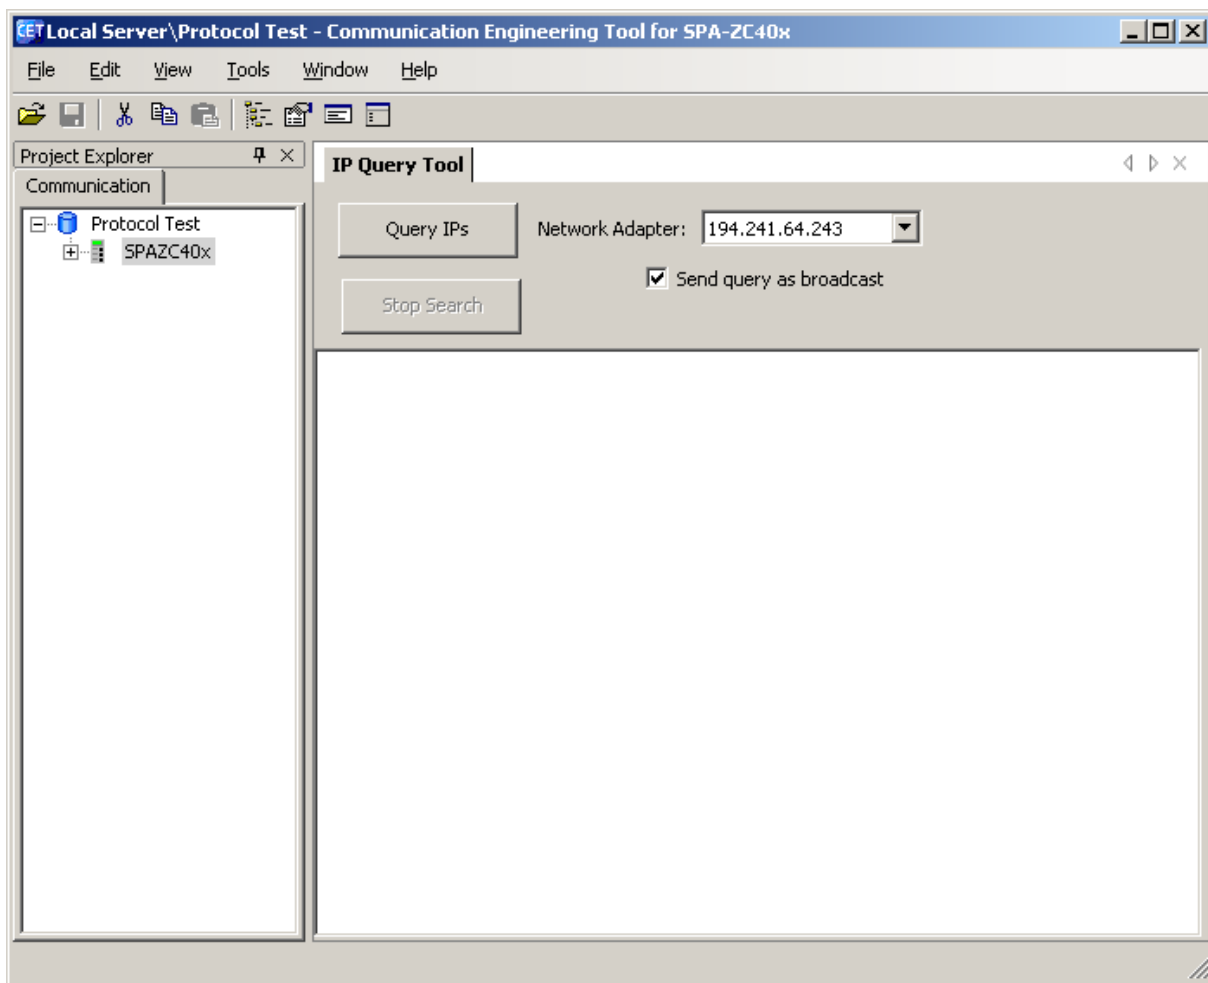 CET Local Server\Protocol Test - Communication Engineering Tool for SPA-ZC40x
File Edit View Tools Window Help
Project Explorer
Communication
Protocol Test
SPAZC40x
IP Query Tool
Query IPs
Network Adapter: 194.241.64.243
Send query as broadcast
Stop Search